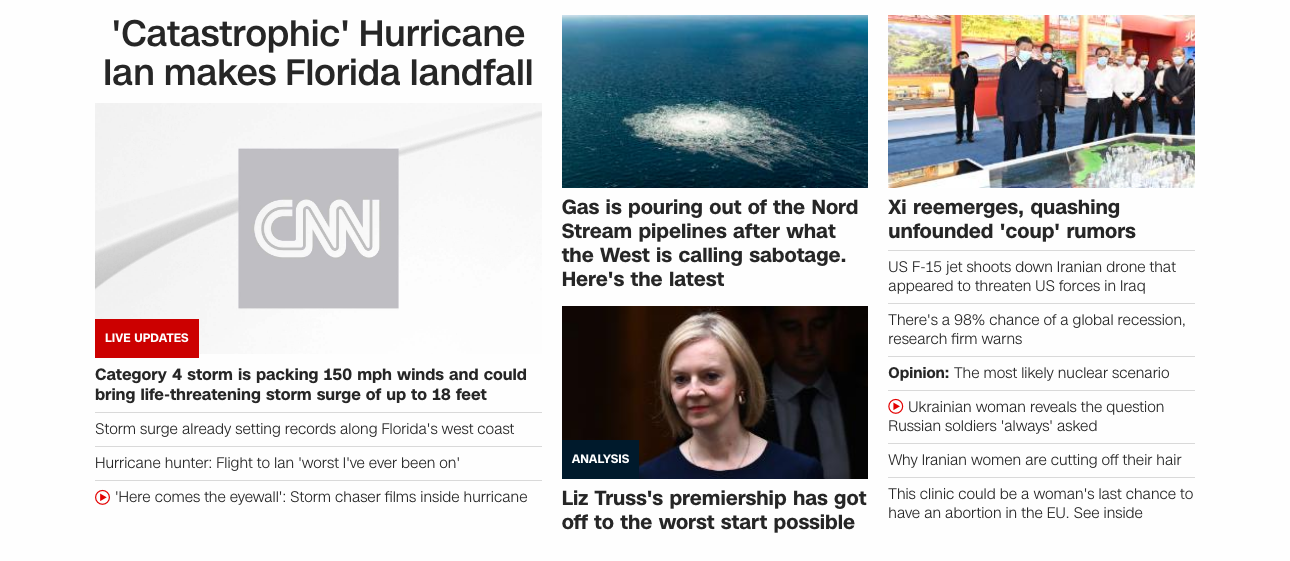 'Catastrophic' Hurricane
Ian makes Florida landfall
CNN
LIVE UPDATES
Category 4 storm is packing 150 mph winds and could
bring life-threatening storm surge of up to 18 feet
Storm surge already setting records along Florida's west coast
Hurricane hunter: Flight to Ian 'worst I've ever been on'
'Here comes the eyewall': Storm chaser films inside hurricane
Gas is pouring out of the Nord
Stream pipelines after what
the West is calling sabotage.
Here's the latest
ANALYSIS
Liz Truss's premiership has got
off to the worst start possible
Xi reemerges, quashing
unfounded 'coup' rumors
US F-15 jet shoots down Iranian drone that
appeared to threaten US forces in Iraq
There's a 98% chance of a global recession,
research firm warns
Opinion: The most likely nuclear scenario
Ukrainian woman reveals the question
Russian soldiers 'always' asked
Why Iranian women are cutting off their hair
This clinic could be a woman's last chance to
have an abortion in the EU. See inside